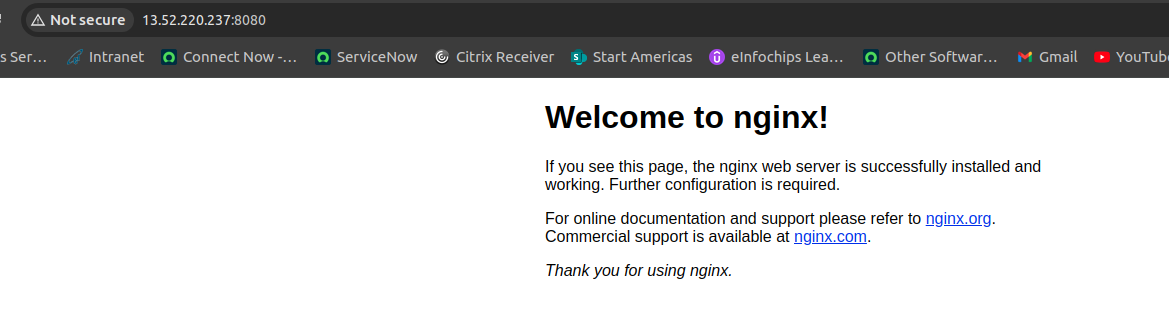 Not secure 13.52.220.237:8080
s Ser... Intranet Connect Now -... ServiceNow Citrix Receiver Start Americas eInfochips Lea... Other Softwar... Gmail YouTube
Welcome to nginx!
If you see this page, the nginx web server is successfully installed and
working. Further configuration is required.
For online documentation and support please refer to nginx.org.
Commercial support is available at nginx.com.
Thank you for using nginx.